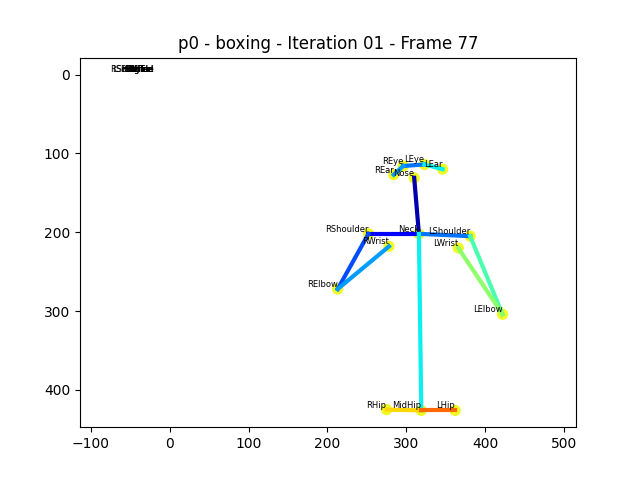 p0 - boxing - Iteration 01 - Frame 77
0
100
200
300
400
REye
LEye
LEar
REar
Nose
RShoulder
Neck
LShoulder
RWrist
LWrist
RElbow
LElbow
RHip
MidHip
LHip
−100
0
100
200
300
400
500